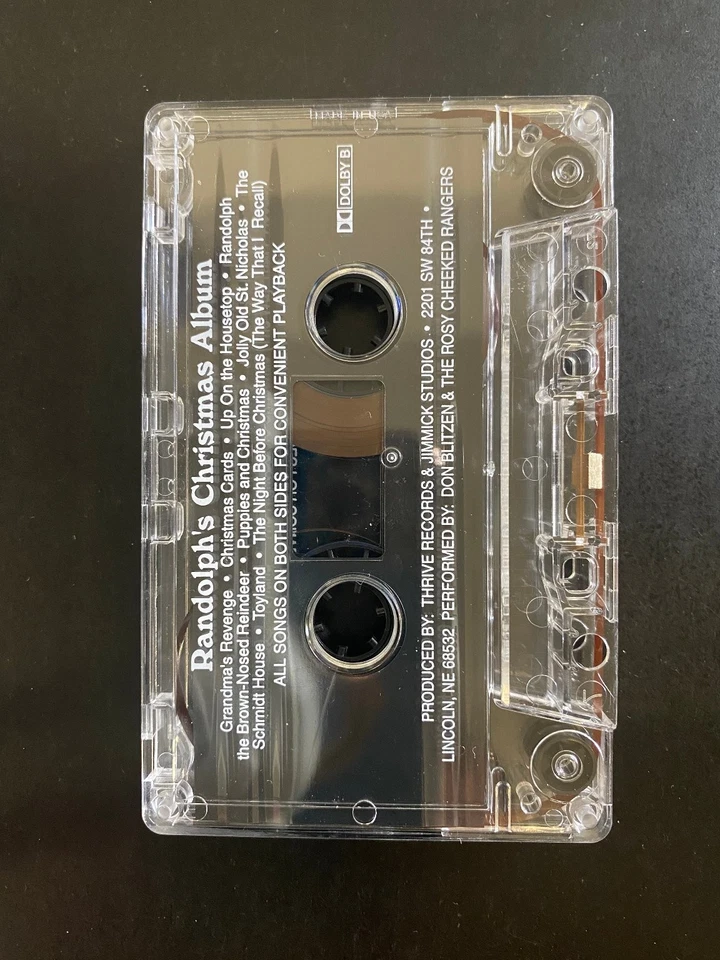 Randolph's Christmas Album
Grandma's Revenge • Christmas Cards • Up On the Housetop • Randolph
the Brown-Nosed Reindeer • Puppies and Christmas • Jolly Old St. Nicholas • The
Schmidt House • Toyland • The Night Before Christmas (The Way That I Recall)
ALL SONGS ON BOTH SIDES FOR CONVENIENT PLAYBACK
DOLBY B
PRODUCED BY: THRIVE RECORDS & JIMMICK STUDIOS • 2201 SW 84TH •
LINCOLN, NE 68532 PERFORMED BY: DON BLITZEN & THE ROSY CHEEKED RANGERS